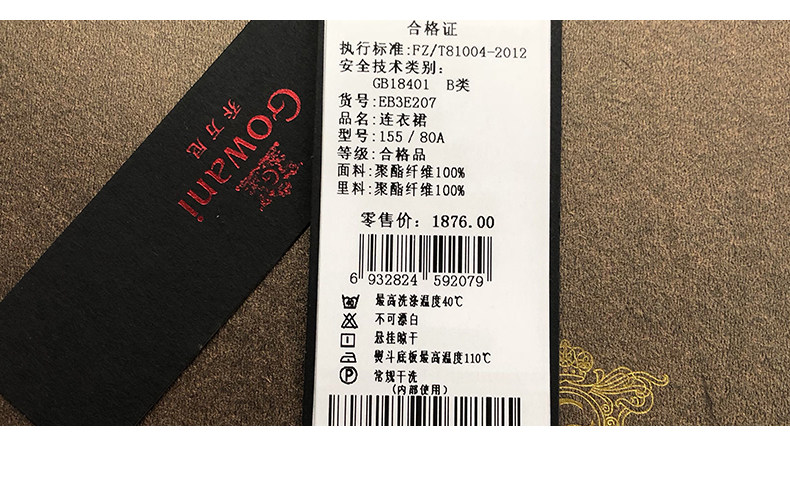 Gowani
乔万尼
合格证
执行标准:FZ/T81004-2012
安全技术类别:
GB18401 B类
货号:EB3E207
品名:连衣裙
型号:155/80A
等级:合格品
面料:聚酯纤维100%
里料:聚酯纤维100%
零售价: 1876.00
6 932824 592079
最高洗涤温度40℃
不可漂白
悬挂晾干
熨斗底板最高温度110℃
常规干洗
(内部使用)